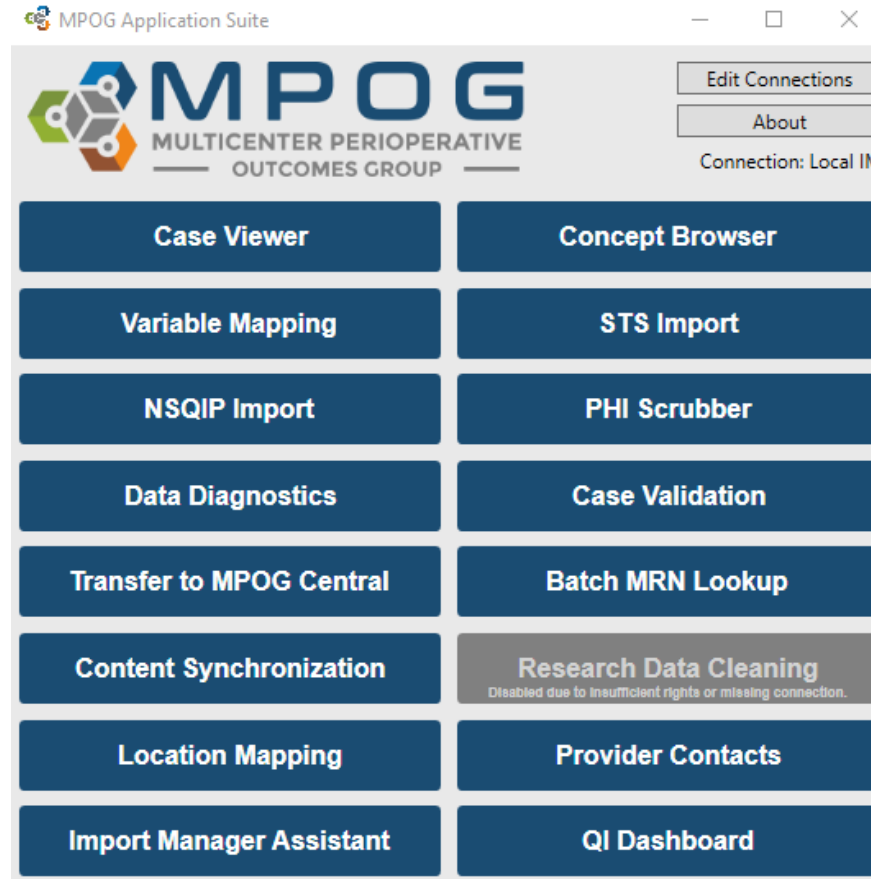 MPOG Application Suite
MPOG
MULTICENTER PERIOPERATIVE
OUTCOMES GROUP
Edit Connections
About
Connection: Local
Case Viewer
Concept Browser
Variable Mapping
STS Import
NSQIP Import
PHI Scrubber
Data Diagnostics
Case Validation
Transfer to MPOG Central
Batch MRN Lookup
Content Synchronization
Research Data Cleaning
Disabled due to insufficient rights or missing connection.
Location Mapping
Provider Contacts
Import Manager Assistant
QI Dashboard